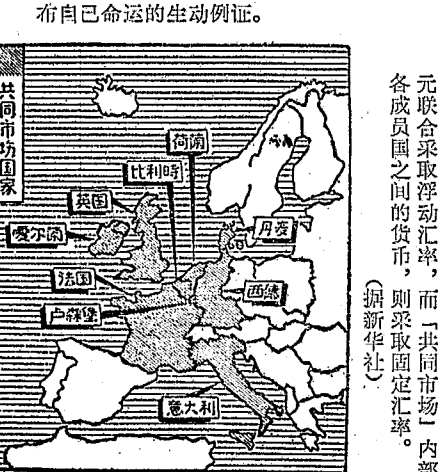 布自己命运的生动例证。
共同市场国家
荷兰
比利時
英国
爱尔兰
丹麦
法国
西德
卢森堡
意大利
元联合采取浮动汇率，而「共同市场」内部
各成员国之间的货币，则采取固定汇率。
（据新华社）